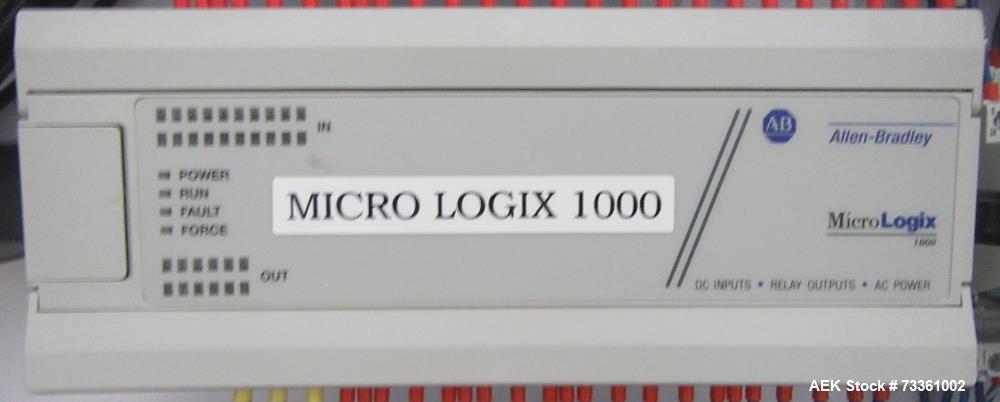 IN
POWER
RUN
FAULT
FORCE
OUT
MICRO LOGIX 1000
AB
Allen-Bradley
MicroLogix
1000
DC INPUTS • RELAY OUTPUTS • AC POWER
AEK Stock # 73361002